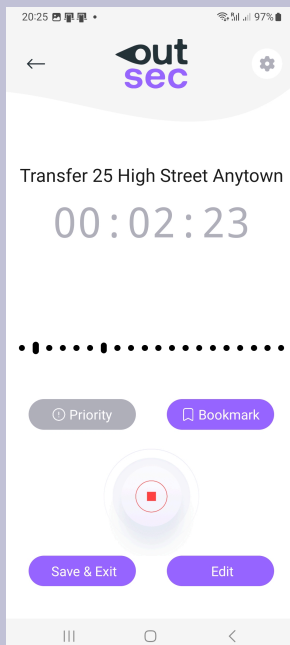 20:25 97%
out
sec
Transfer 25 High Street Anytown
00:02:23
Priority Bookmark
Save & Exit Edit